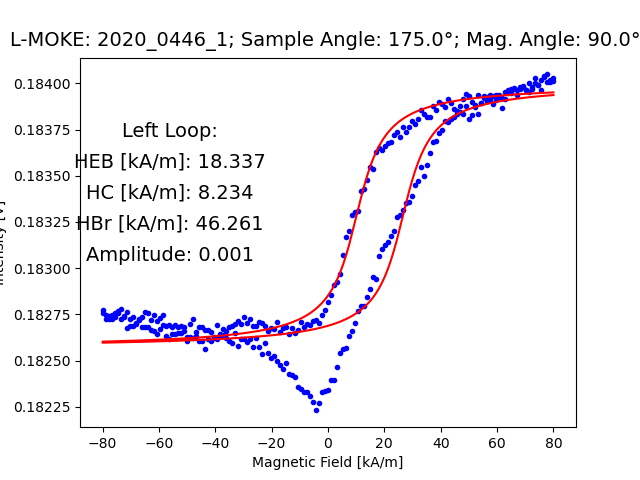 L-MOKE: 2020_0446_1; Sample Angle: 175.0°; Mag. Angle: 90.0°
0.18400
0.18375
0.18350
0.18325
0.18300
0.18275
0.18250
0.18225
Left Loop:
HEB [kA/m]: 18.337
HC [kA/m]: 8.234
HBr [kA/m]: 46.261
Amplitude: 0.001
−80 −60 −40 −20 0 20 40 60 80
Magnetic Field [kA/m]